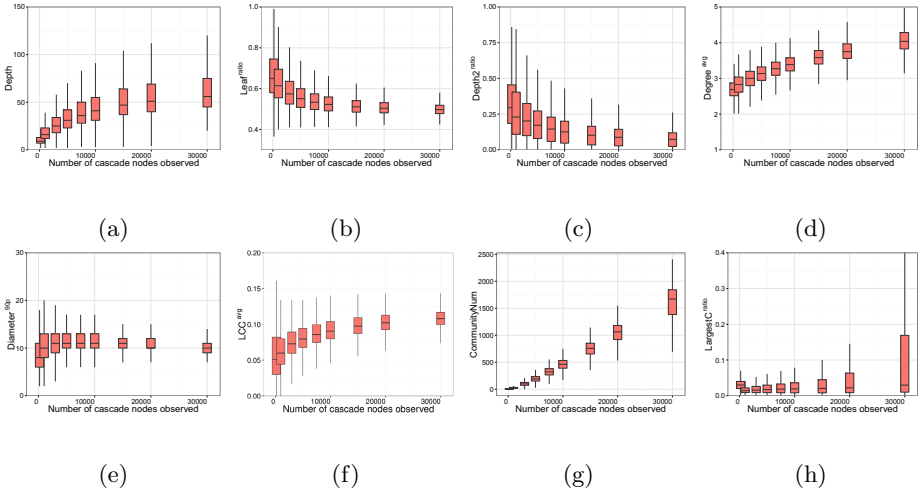 150
100
50
0
Depth
0 10000 20000 30000
Number of cascade nodes observed
(a)
1.0
0.8
0.6
0.4
Leaf ratio
0 10000 20000 30000
Number of cascade nodes observed
(b)
1.00
0.75
0.50
0.25
0.00
Depth2 ratio
0 10000 20000 30000
Number of cascade nodes observed
(c)
5
4
3
2
1
Degree avg
0 10000 20000 30000
Number of cascade nodes observed
(d)
30
20
10
0
Diameter 90p
0 10000 20000 30000
Number of cascade nodes observed
(e)
0.20
0.15
0.10
0.05
0.00
LCC avg
0 10000 20000 30000
Number of cascade nodes observed
(f)
2500
2000
1500
1000
500
0
CommunityNum
0 10000 20000 30000
Number of cascade nodes observed
(g)
0.4
0.3
0.2
0.1
0.0
LargestC ratio
0 10000 20000 30000
Number of cascade nodes observed
(h)